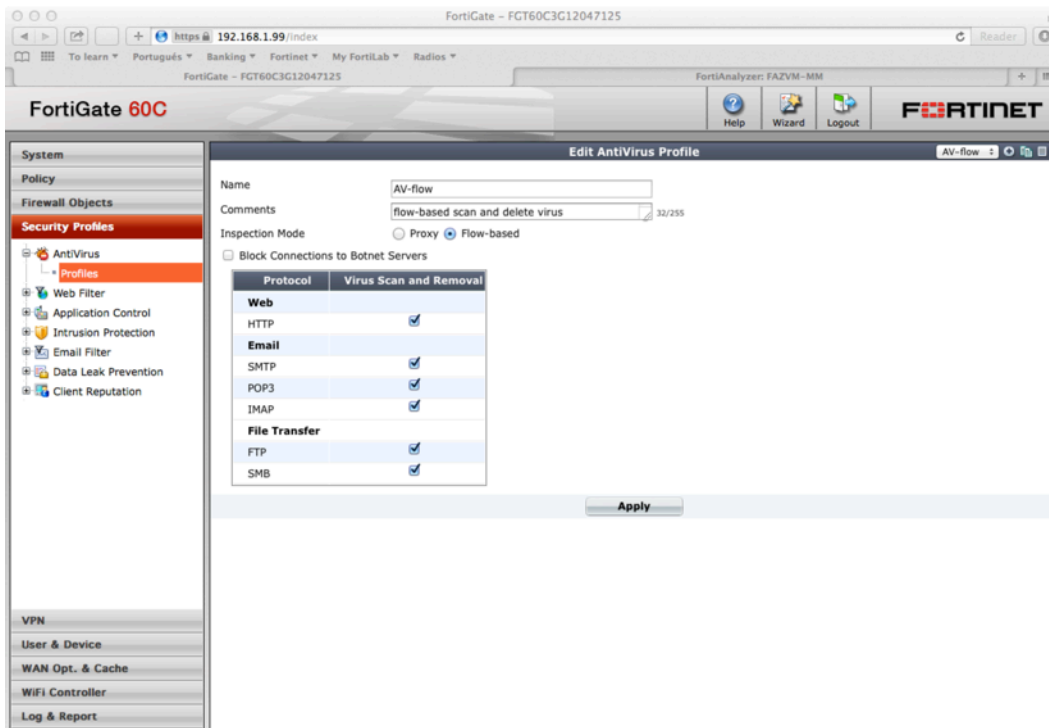 FortiGate – FGT60C3G12047125
https 192.168.1.99/index
Reader
To learn Português Banking Fortinet My FortiLab Radios
FortiGate – FGT60C3G12047125 FortiAnalyzer: FAZVM-MM
FortiGate 60C
Help Wizard Logout
FORTINET
System
Policy
Firewall Objects
Security Profiles
AntiVirus
Profiles
Web Filter
Application Control
Intrusion Protection
Email Filter
Data Leak Prevention
Client Reputation
VPN
User & Device
WAN Opt. & Cache
WiFi Controller
Log & Report
Edit AntiVirus Profile AV-flow
Name AV-flow
Comments flow-based scan and delete virus 32/255
Inspection Mode Proxy Flow-based
Block Connections to Botnet Servers
Protocol Virus Scan and Removal
Web
HTTP
Email
SMTP
POP3
IMAP
File Transfer
FTP
SMB
Apply